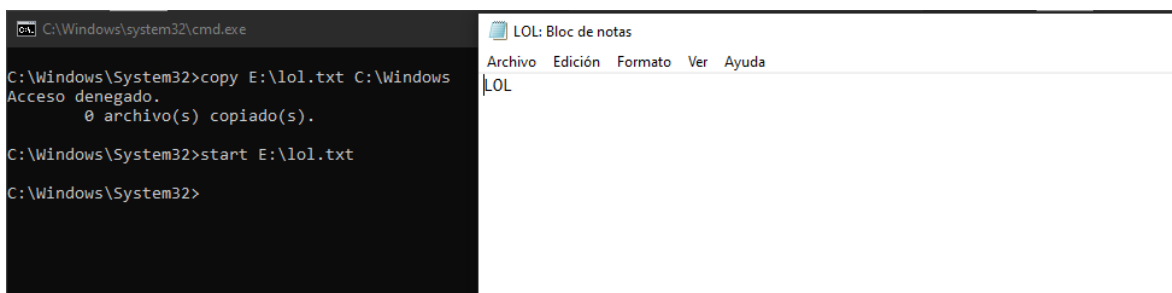 C:\Windows\system32\cmd.exe
C:\Windows\System32>copy E:\lol.txt C:\Windows
Acceso denegado.
        0 archivo(s) copiado(s).
C:\Windows\System32>start E:\lol.txt
C:\Windows\System32>
LOL: Bloc de notas
Archivo Edición Formato Ver Ayuda
LOL